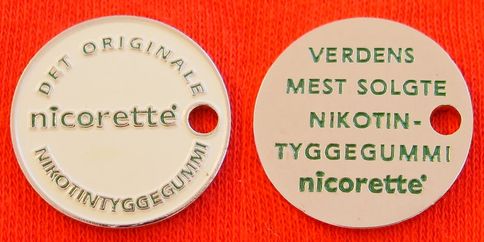 DET ORIGINALE
nicorette®
NIKOTINTYGGEGUMMI
VERDENS
MEST SOLGTE
NIKOTIN-
TYGGEGUMMI
nicorette®